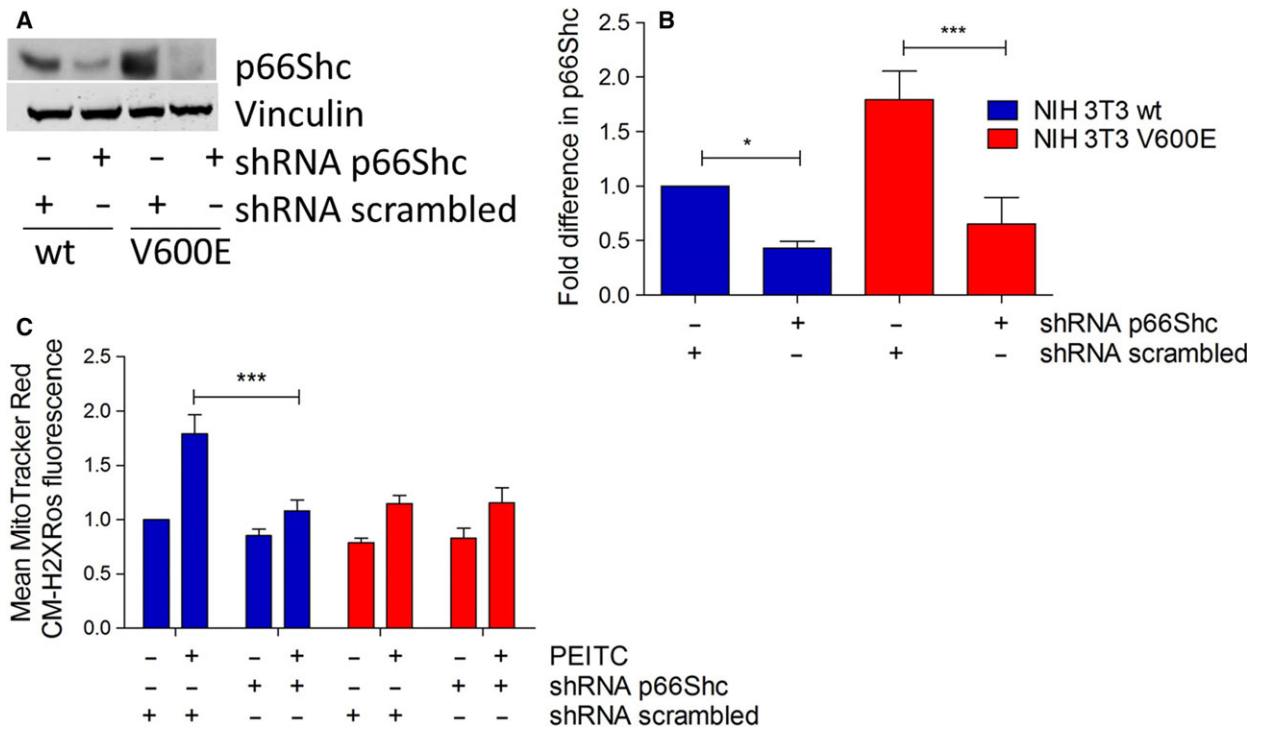 A
p66Shc
Vinculin
– + – + shRNA p66Shc
+ – + – shRNA scrambled
wt V600E
B
Fold difference in p66Shc
2.5
2.0
1.5
1.0
0.5
0.0
*
***
NIH 3T3 wt
NIH 3T3 V600E
– + – + shRNA p66Shc
+ – + – shRNA scrambled
C
Mean MitoTracker Red
CM-H2XRos fluorescence
2.5
2.0
1.5
1.0
0.5
0.0
***
– + – + – + – + PEITC
– – + + – – + + shRNA p66Shc
+ + – – + + – – shRNA scrambled